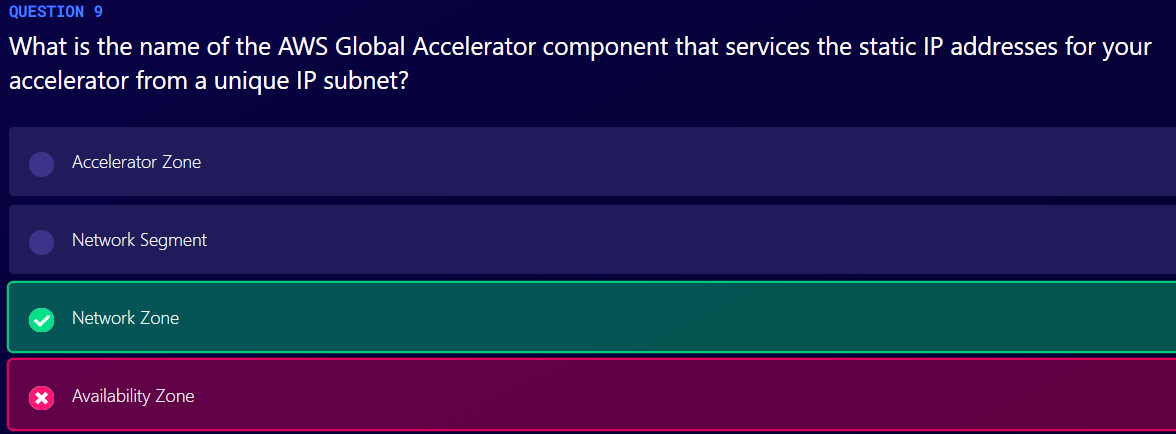 QUESTION 9
What is the name of the AWS Global Accelerator component that services the static IP addresses for your
accelerator from a unique IP subnet?
Accelerator Zone
Network Segment
Network Zone
Availability Zone